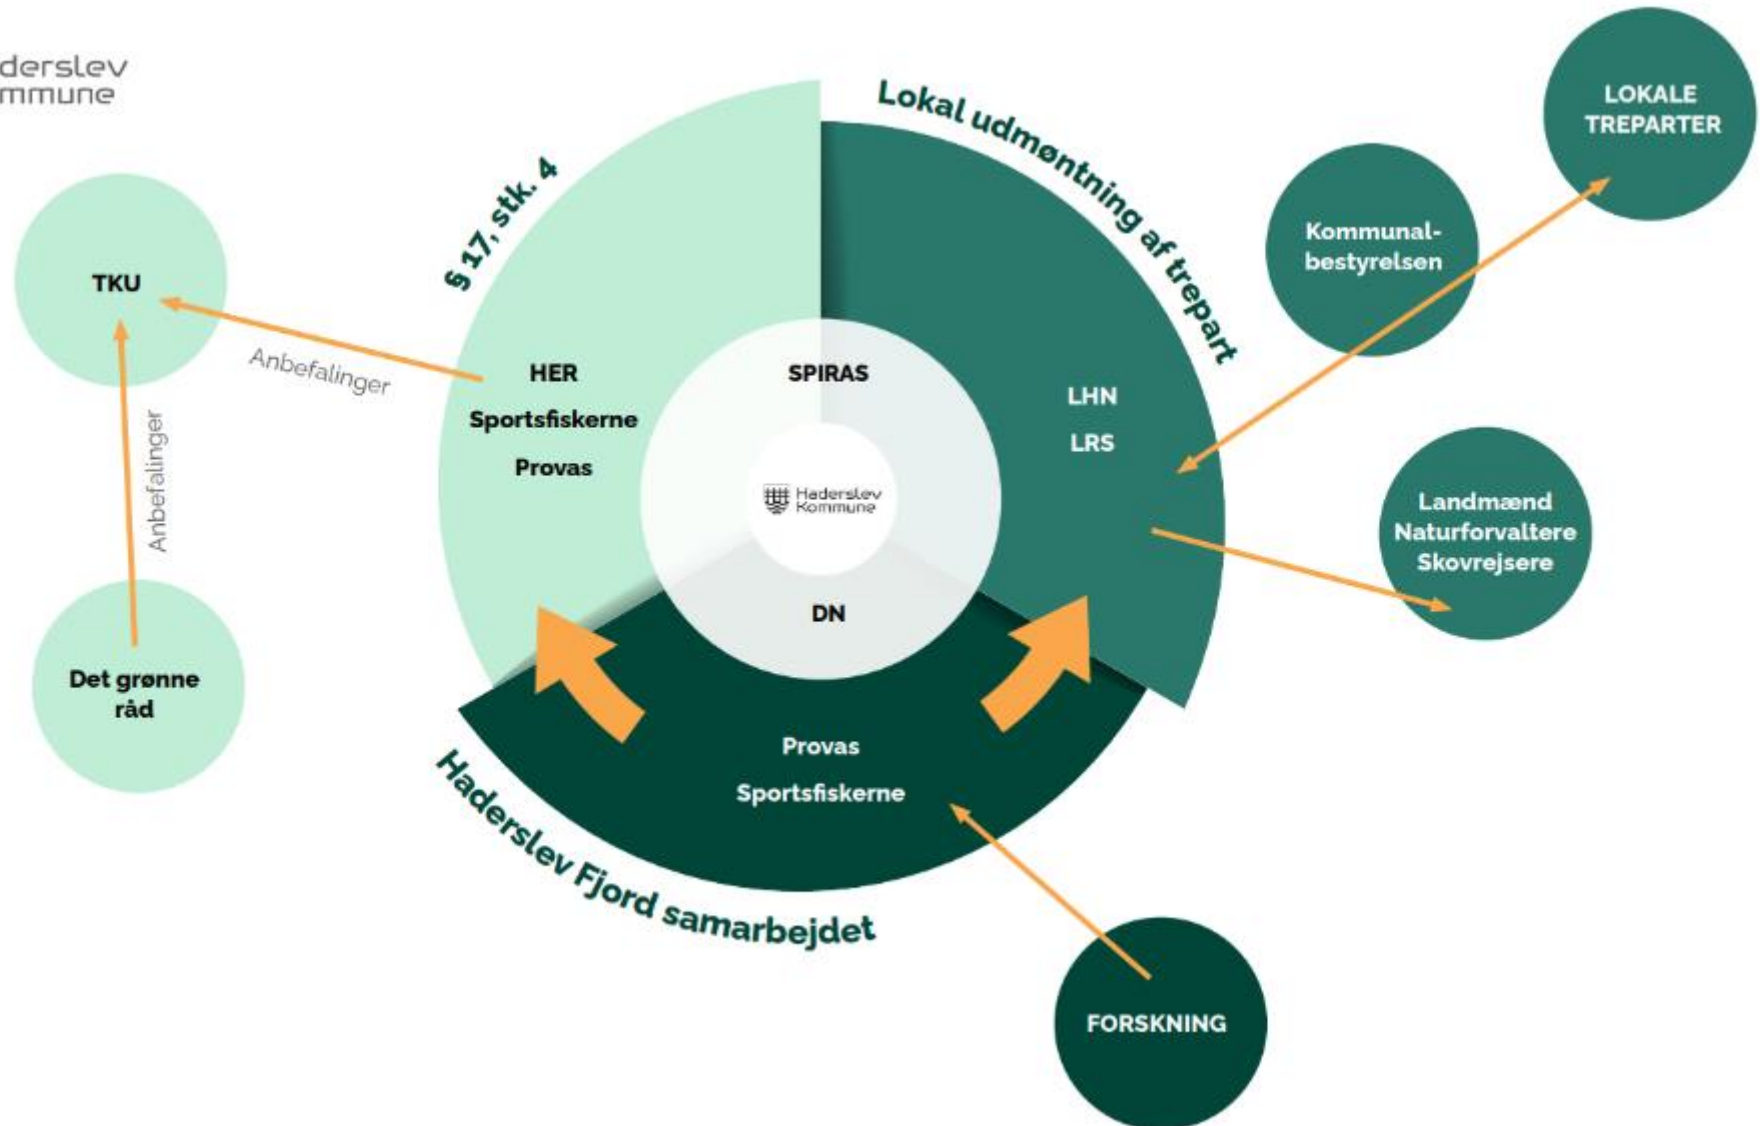 derslev
mmune
§ 17, stk. 4
Lokal udmøntning af trepart
LOKALE
TREPARTER
Kommunal-
bestyrelsen
TKU
Anbefalinger
HER
Sportsfiskerne
Provas
SPIRAS
LHN
LRS
Haderslev
Kommune
Anbefalinger
Landmænd
Naturforvaltere
Skovrejsere
DN
Det grønne
råd
Provas
Sportsfiskerne
Haderslev Fjord samarbejdet
FORSKNING